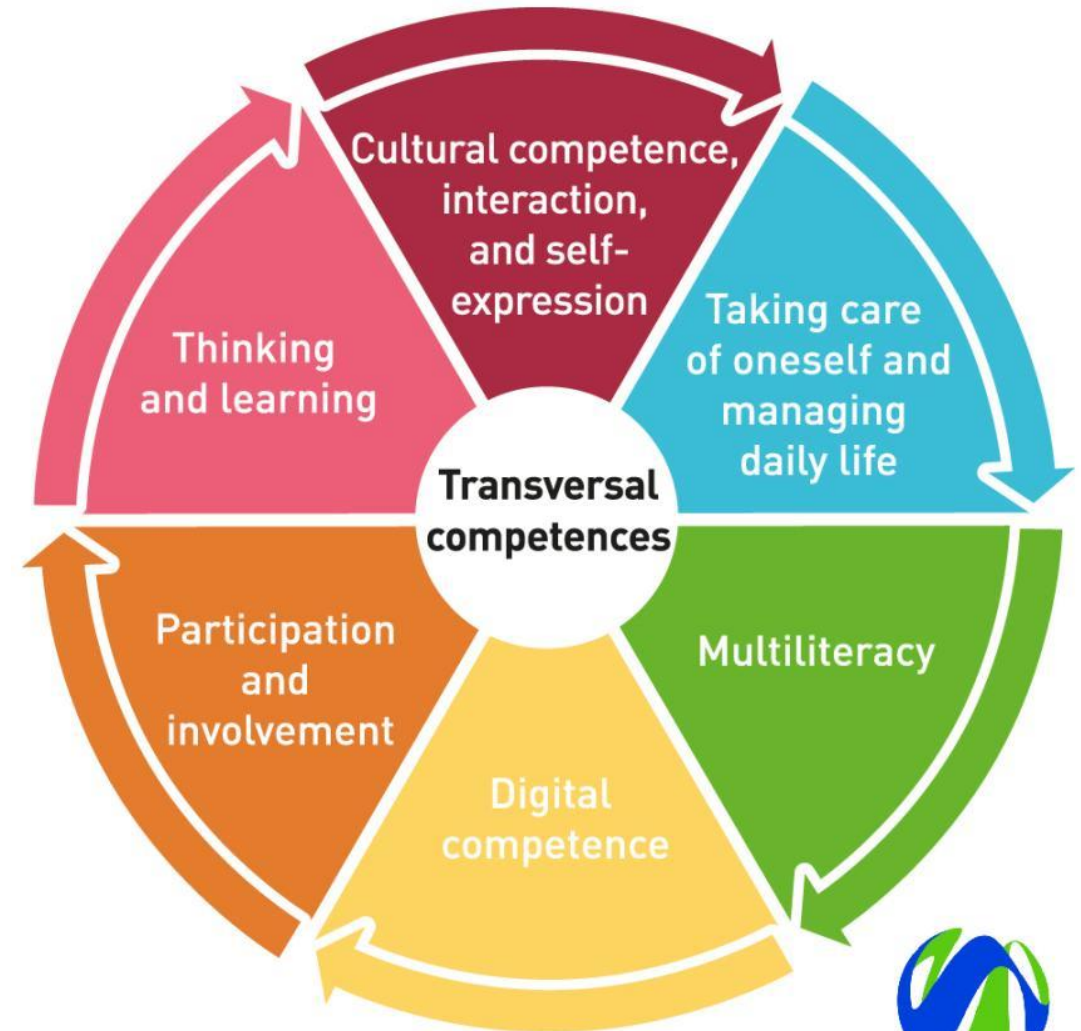 Cultural competence,
interaction,
and self-
expression
Taking care
of oneself and
managing
daily life
Multiliteracy
Digital
competence
Participation
and
involvement
Thinking
and learning
Transversal
competences